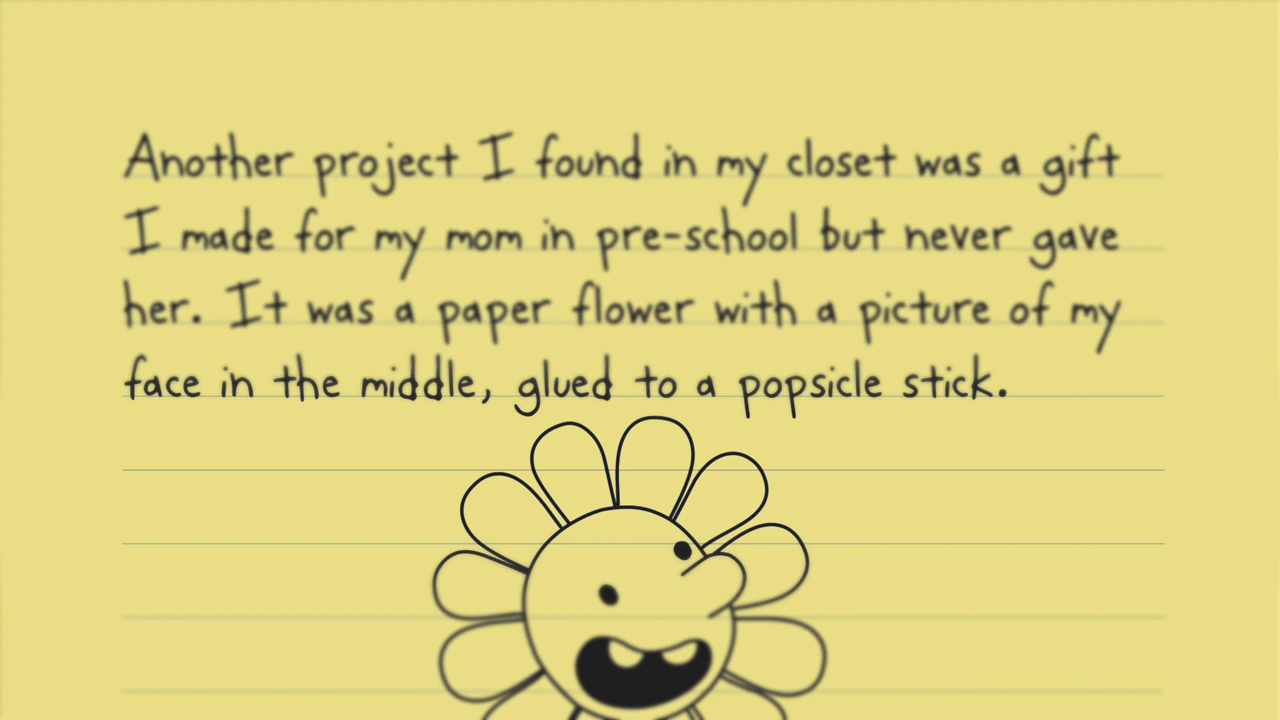 Another project I found in my closet was a gift
I made for my mom in pre-school but never gave
her. It was a paper flower with a picture of my
face in the middle, glued to a popsicle stick.